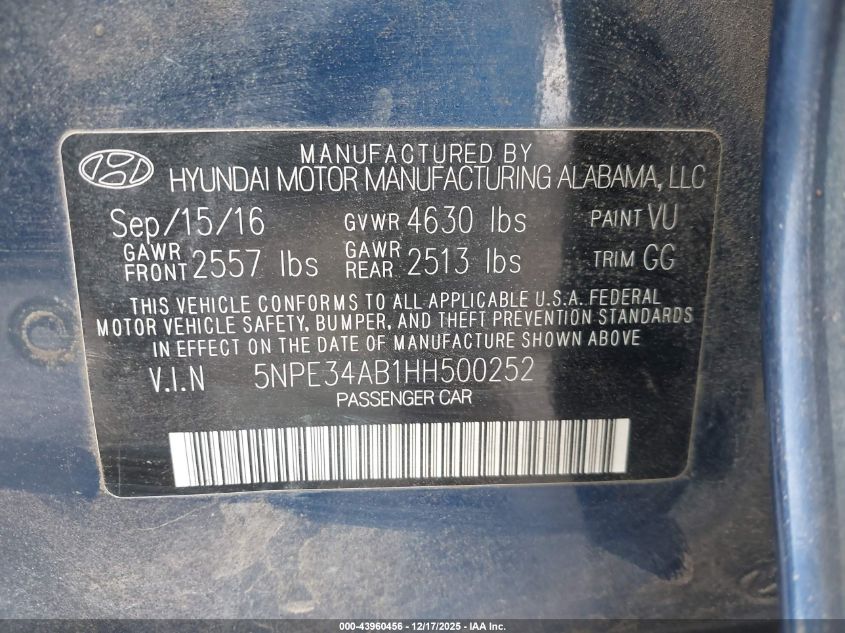 MANUFACTURED BY
HYUNDAI MOTOR MANUFACTURING ALABAMA, LLC
Sep/15/16 GVWR 4630 lbs PAINT VU
GAWR FRONT 2557 lbs GAWR REAR 2513 lbs TRIM GG
THIS VEHICLE CONFORMS TO ALL APPLICABLE U.S.A. FEDERAL
MOTOR VEHICLE SAFETY, BUMPER, AND THEFT PREVENTION STANDARDS
IN EFFECT ON THE DATE OF MANUFACTURE SHOWN ABOVE
V.I.N 5NPE34AB1HH500252
PASSENGER CAR
000-43960456 - 12/17/2025 - IAA Inc.